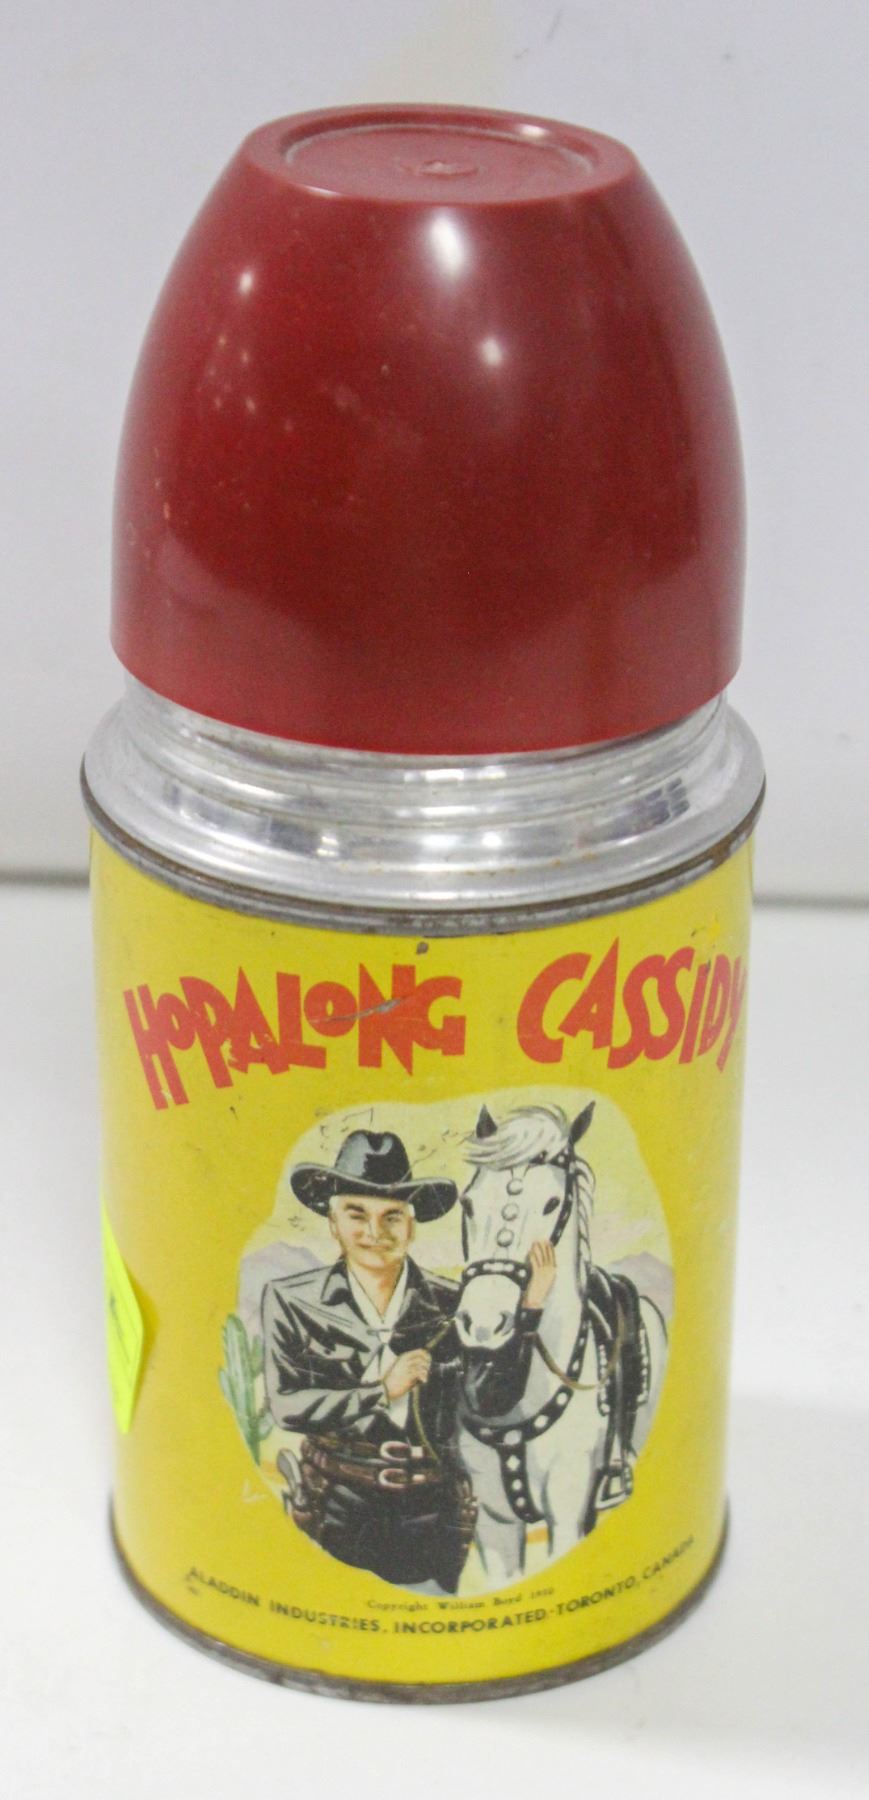 HOPALONG CASSIDY
Copyright William Boyd 1950
ALADDIN INDUSTRIES, INCORPORATED-TORONTO, CANADA